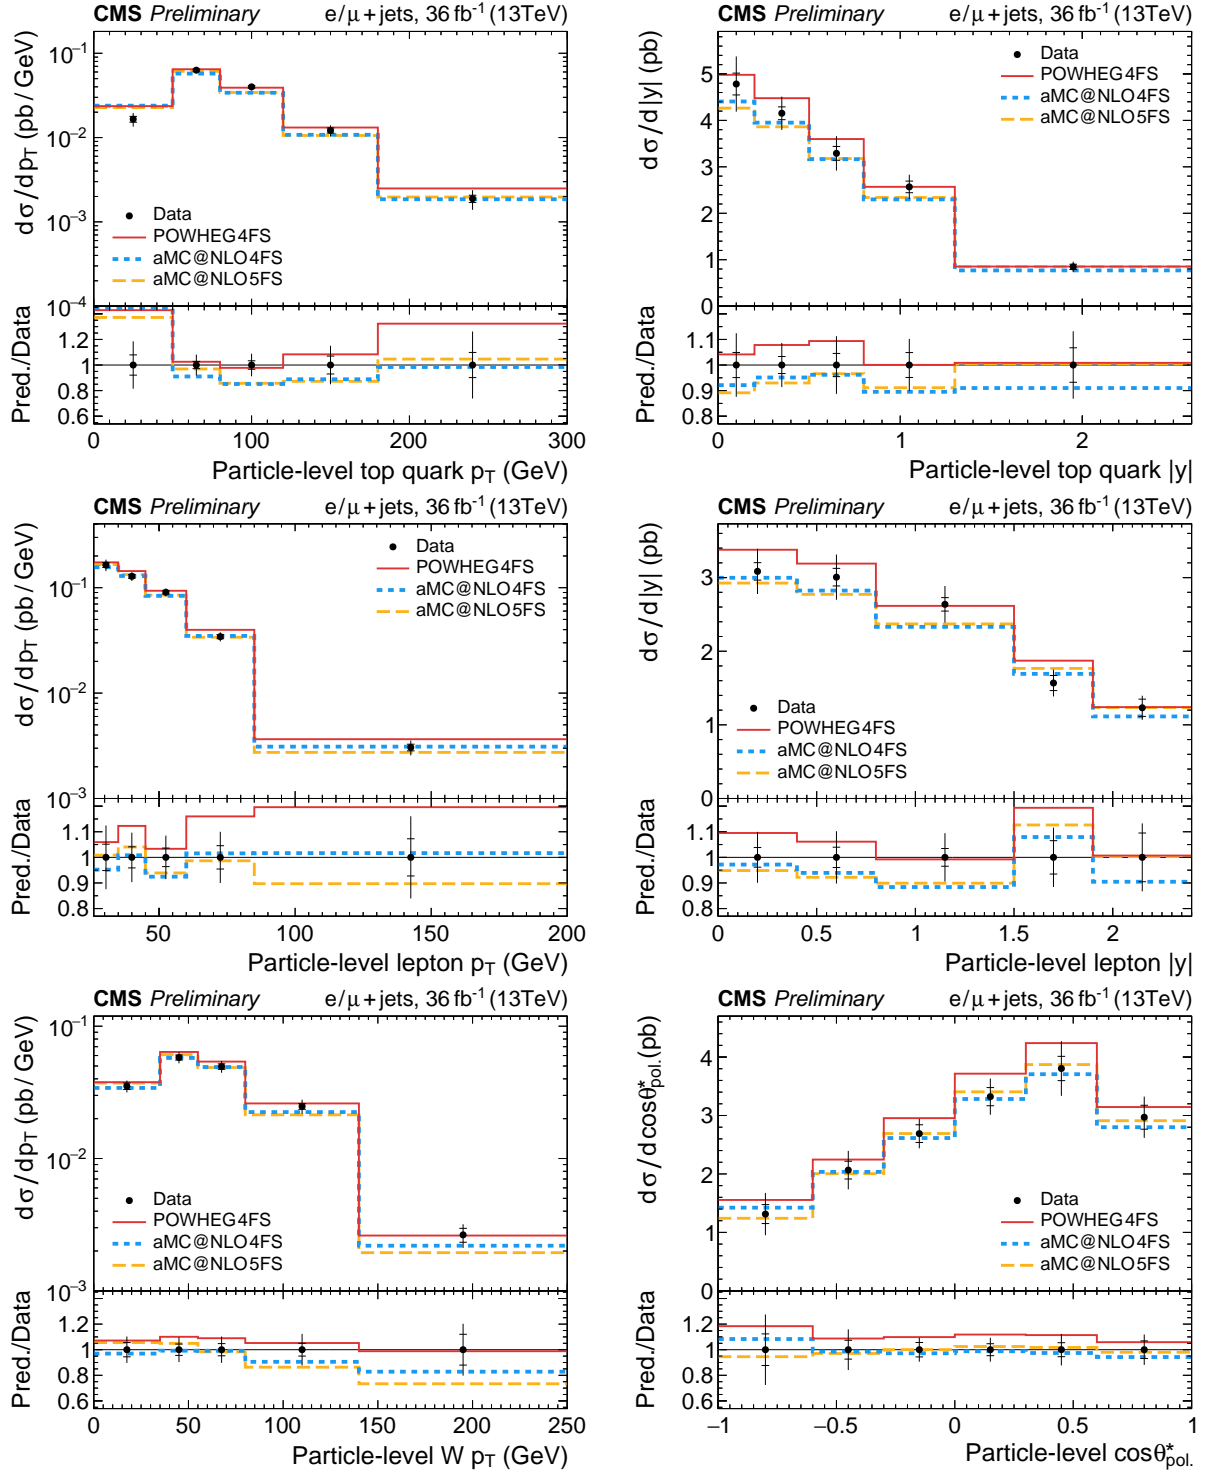 CMS Preliminary e/μ+jets, 36 fb⁻¹ (13TeV)
dσ/dp_T (pb / GeV)
10⁻¹
10⁻²
10⁻³
10⁻⁴
Data
POWHEG4FS
aMC@NLO4FS
aMC@NLO5FS
Pred./Data
1.2
1
0.8
0.6
0 100 200 300
Particle-level top quark p_T (GeV)
CMS Preliminary e/μ+jets, 36 fb⁻¹ (13TeV)
dσ/d|y| (pb)
5
4
3
2
1
0
Data
POWHEG4FS
aMC@NLO4FS
aMC@NLO5FS
Pred./Data
1.1
1
0.9
0.8
0 1 2
Particle-level top quark |y|
CMS Preliminary e/μ+jets, 36 fb⁻¹ (13TeV)
dσ/dp_T (pb / GeV)
10⁻¹
10⁻²
10⁻³
Data
POWHEG4FS
aMC@NLO4FS
aMC@NLO5FS
Pred./Data
1.1
1
0.9
0.8
50 100 150 200
Particle-level lepton p_T (GeV)
CMS Preliminary e/μ+jets, 36 fb⁻¹ (13TeV)
dσ/d|y| (pb)
3
2
1
0
Data
POWHEG4FS
aMC@NLO4FS
aMC@NLO5FS
Pred./Data
1.1
1
0.9
0.8
0 0.5 1 1.5 2
Particle-level lepton |y|
CMS Preliminary e/μ+jets, 36 fb⁻¹ (13TeV)
dσ/dp_T (pb / GeV)
10⁻¹
10⁻²
10⁻³
Data
POWHEG4FS
aMC@NLO4FS
aMC@NLO5FS
Pred./Data
1.2
1
0.8
0.6
0 50 100 150 200 250
Particle-level W p_T (GeV)
CMS Preliminary e/μ+jets, 36 fb⁻¹ (13TeV)
dσ/dcosθ*_pol. (pb)
4
3
2
1
0
Data
POWHEG4FS
aMC@NLO4FS
aMC@NLO5FS
Pred./Data
1.2
1
0.8
0.6
−1 −0.5 0 0.5 1
Particle-level cosθ*_pol.